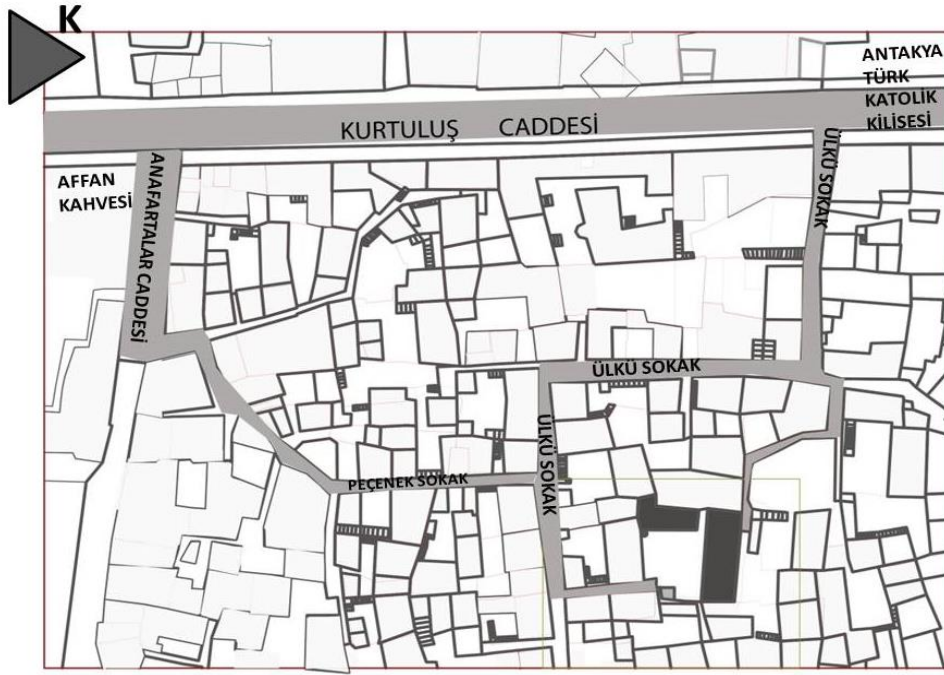 K
ANTAKYA
TÜRK
KATOLİK
KİLİSESİ
KURTULUŞ CADDESİ
AFFAN
KAHVESİ
ANAFARTALAR CADDESİ
ÜLKÜ SOKAK
ÜLKÜ SOKAK
ÜLKÜ SOKAK
PEÇENEK SOKAK